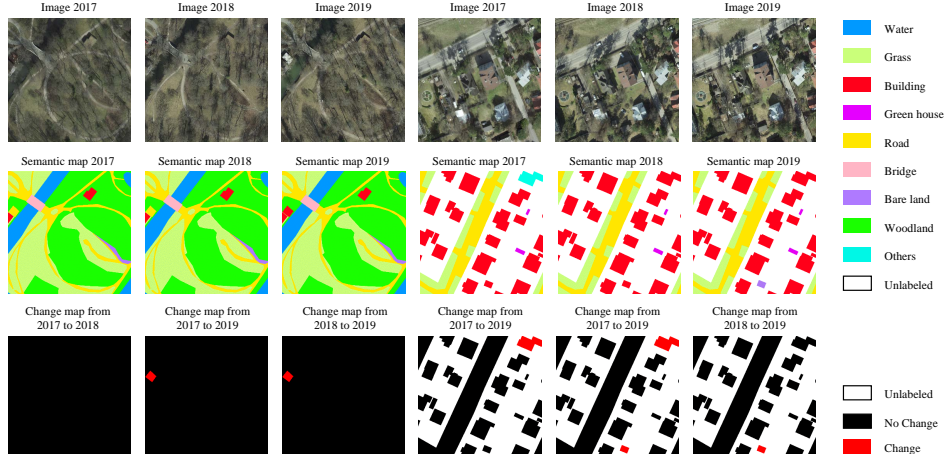 Image 2017
Image 2018
Image 2019
Image 2017
Image 2018
Image 2019
Semantic map 2017
Semantic map 2018
Semantic map 2019
Semantic map 2017
Semantic map 2018
Semantic map 2019
Change map from
2017 to 2018
Change map from
2017 to 2019
Change map from
2018 to 2019
Change map from
2017 to 2019
Change map from
2017 to 2019
Change map from
2018 to 2019
Water
Grass
Building
Green house
Road
Bridge
Bare land
Woodland
Others
Unlabeled
Unlabeled
No Change
Change